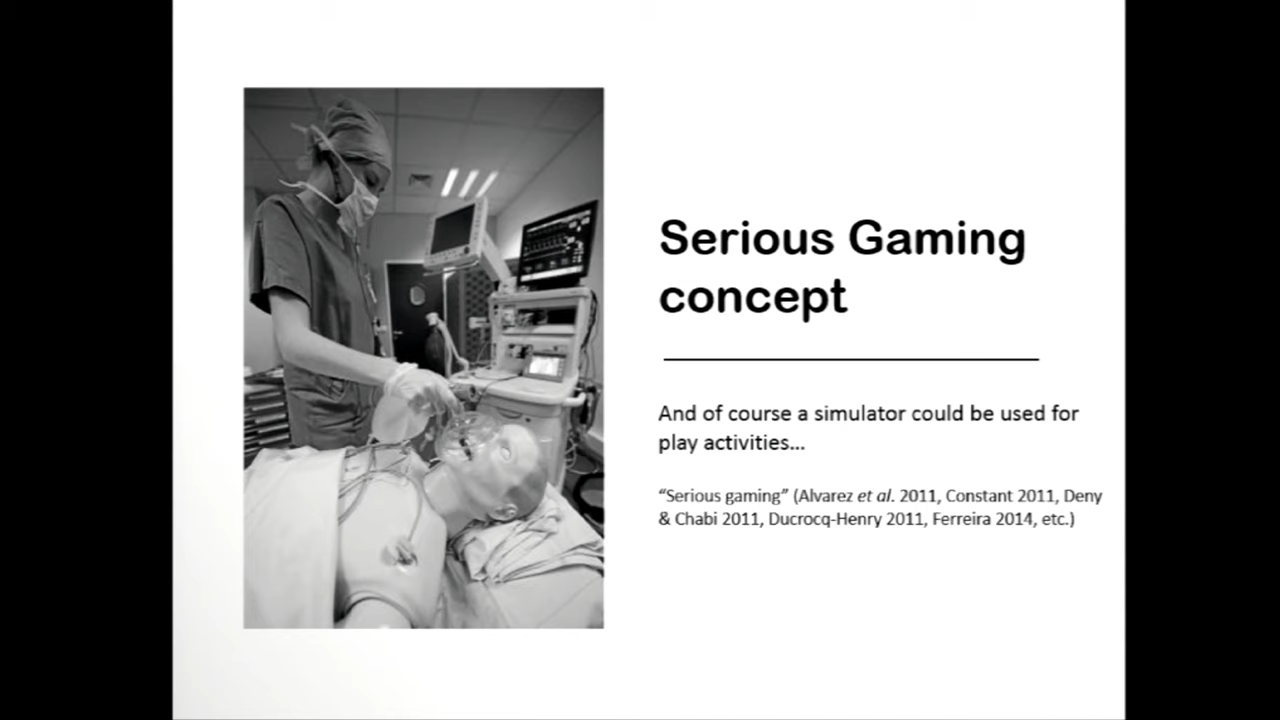 Serious Gaming
concept
And of course a simulator could be used for
play activities...
“Serious gaming” (Alvarez et al. 2011, Constant 2011, Deny
& Chabi 2011, Ducrocq-Henry 2011, Ferreira 2014, etc.)